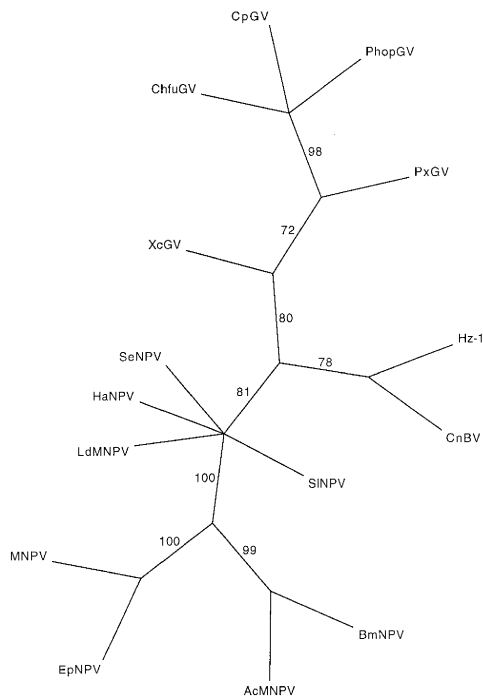 CpGV
PhopGV
ChfuGV
98
PxGV
72
XcGV
80
Hz-1
SeNPV
78
HaNPV
81
CnBV
LdMNPV
SlNPV
100
100
99
MNPV
BmNPV
EpNPV
AcMNPV